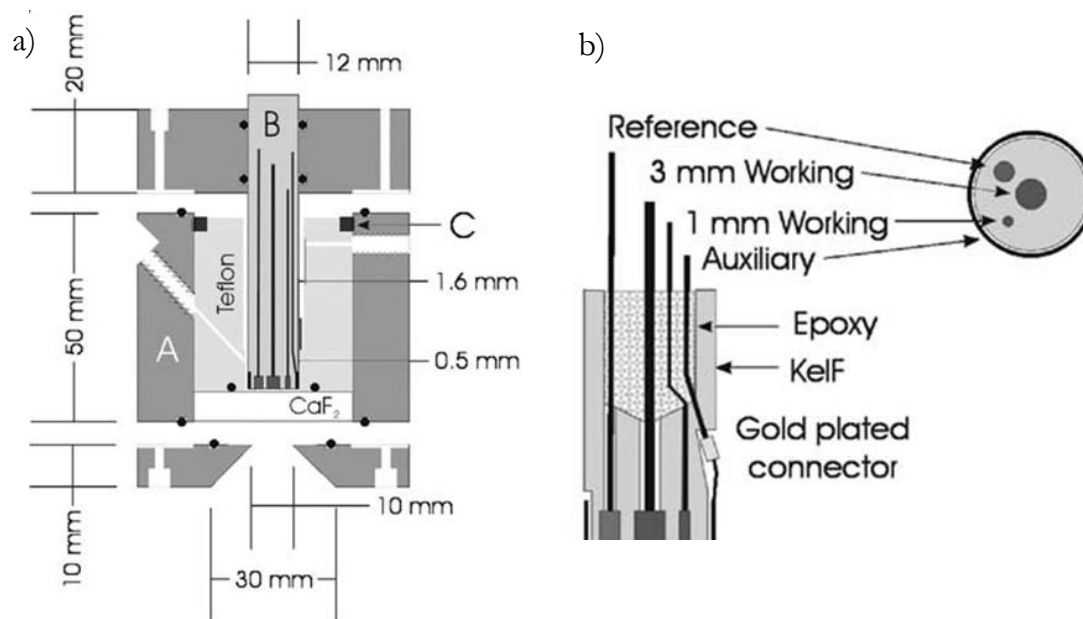 a)
20 mm
12 mm
B
C
Teflon
1.6 mm
50 mm
A
0.5 mm
CaF₂
10 mm
10 mm
30 mm
b)
Reference
3 mm Working
1 mm Working
Auxiliary
Epoxy
KelF
Gold plated
connector